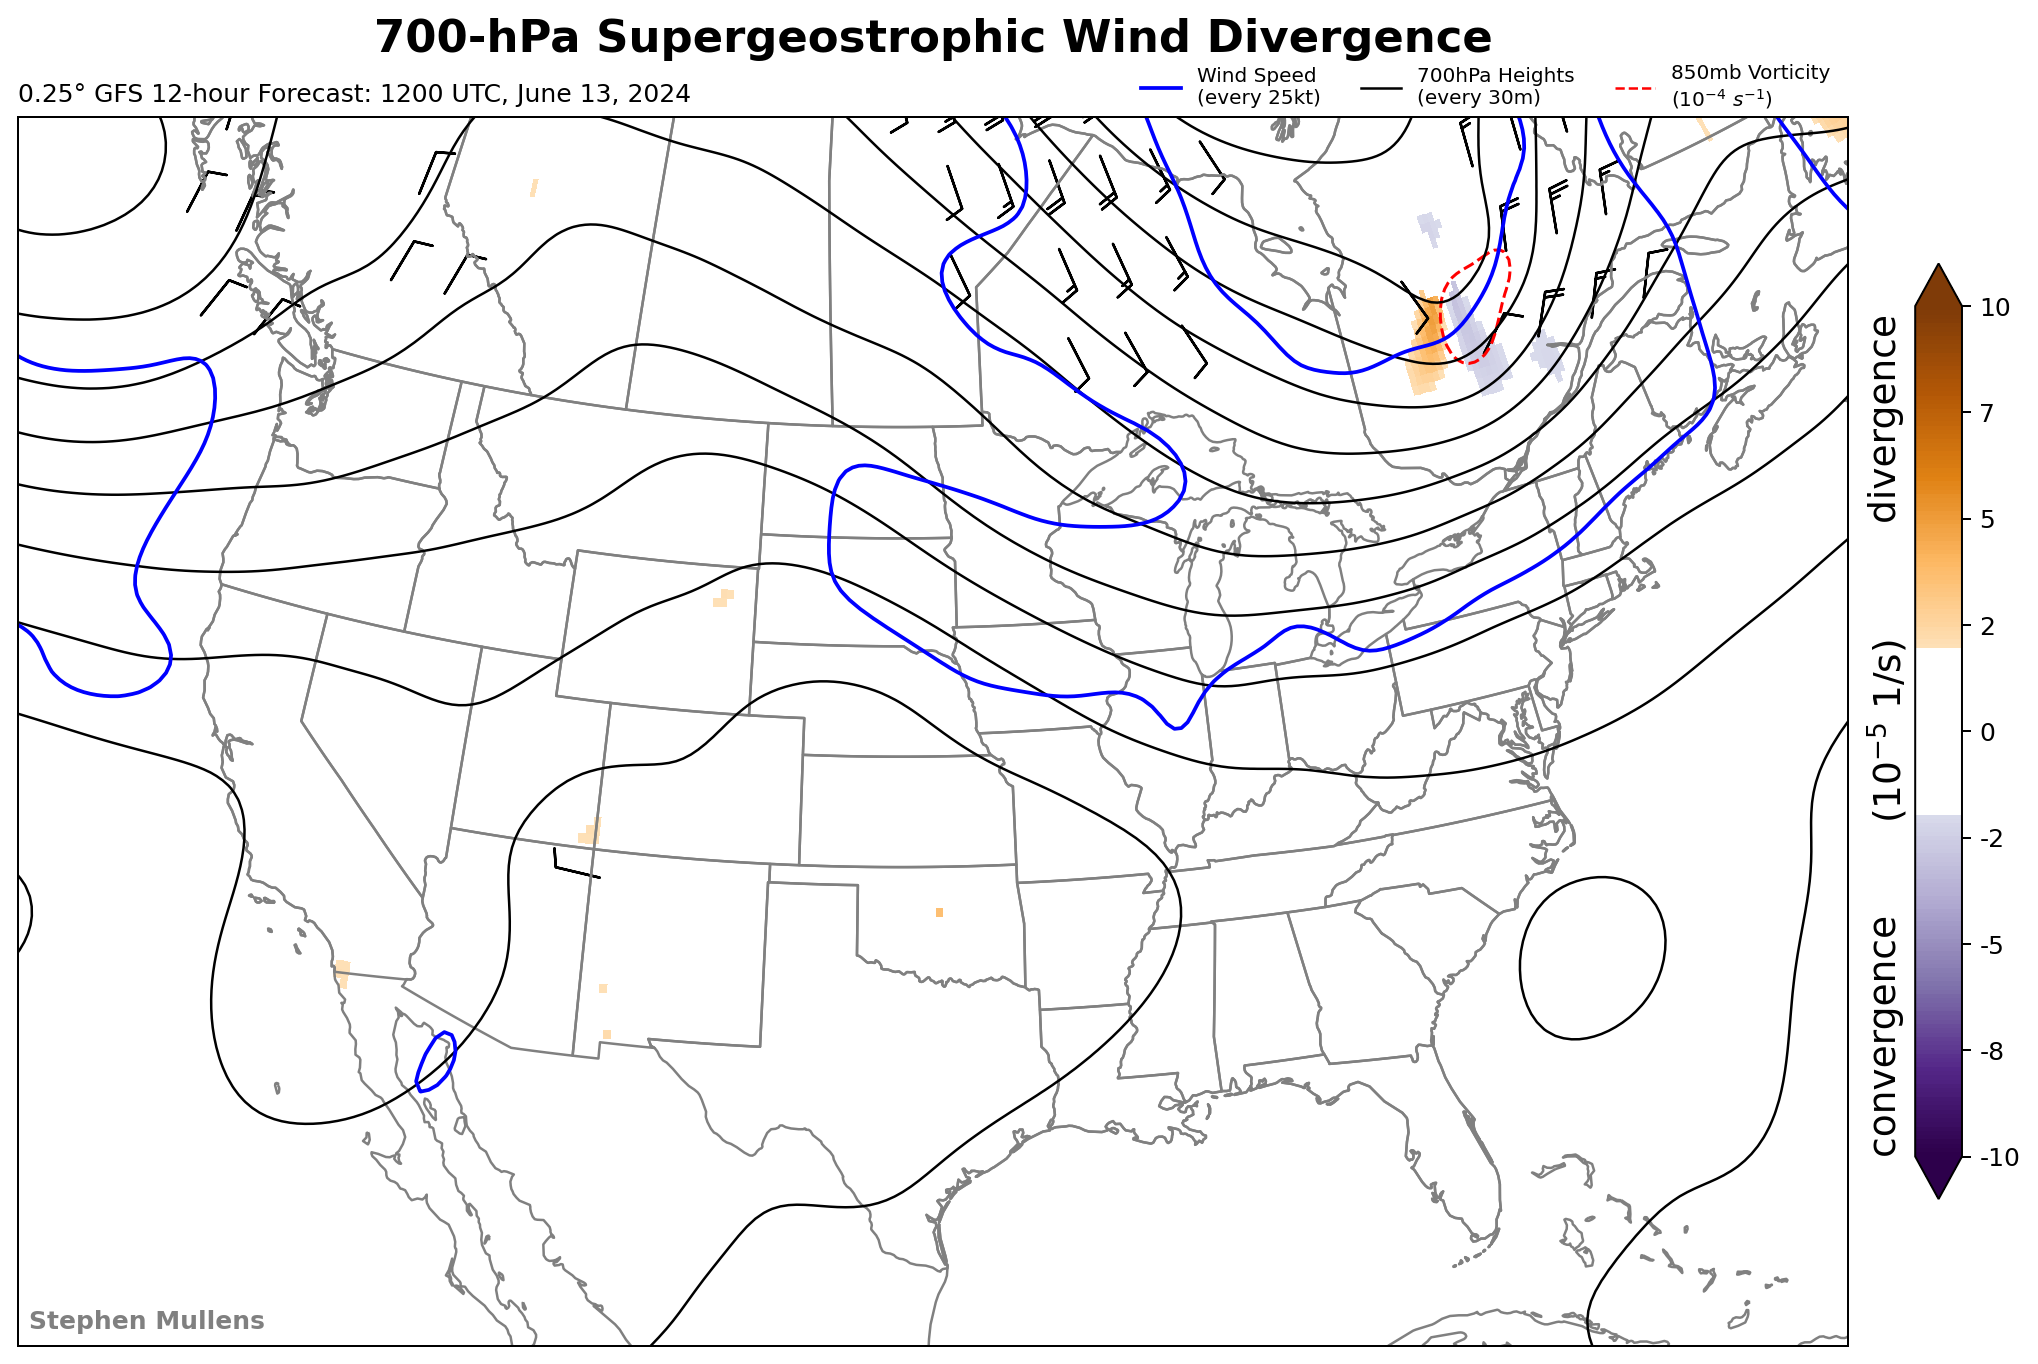 700-hPa Supergeostrophic Wind Divergence
0.25° GFS 12-hour Forecast: 1200 UTC, June 13, 2024
Wind Speed
(every 25kt)
700hPa Heights
(every 30m)
850mb Vorticity
(10⁻⁴ s⁻¹)
10
7
5
2
0
-2
-5
-8
-10
convergence (10⁻⁵ 1/s) divergence
Stephen Mullens